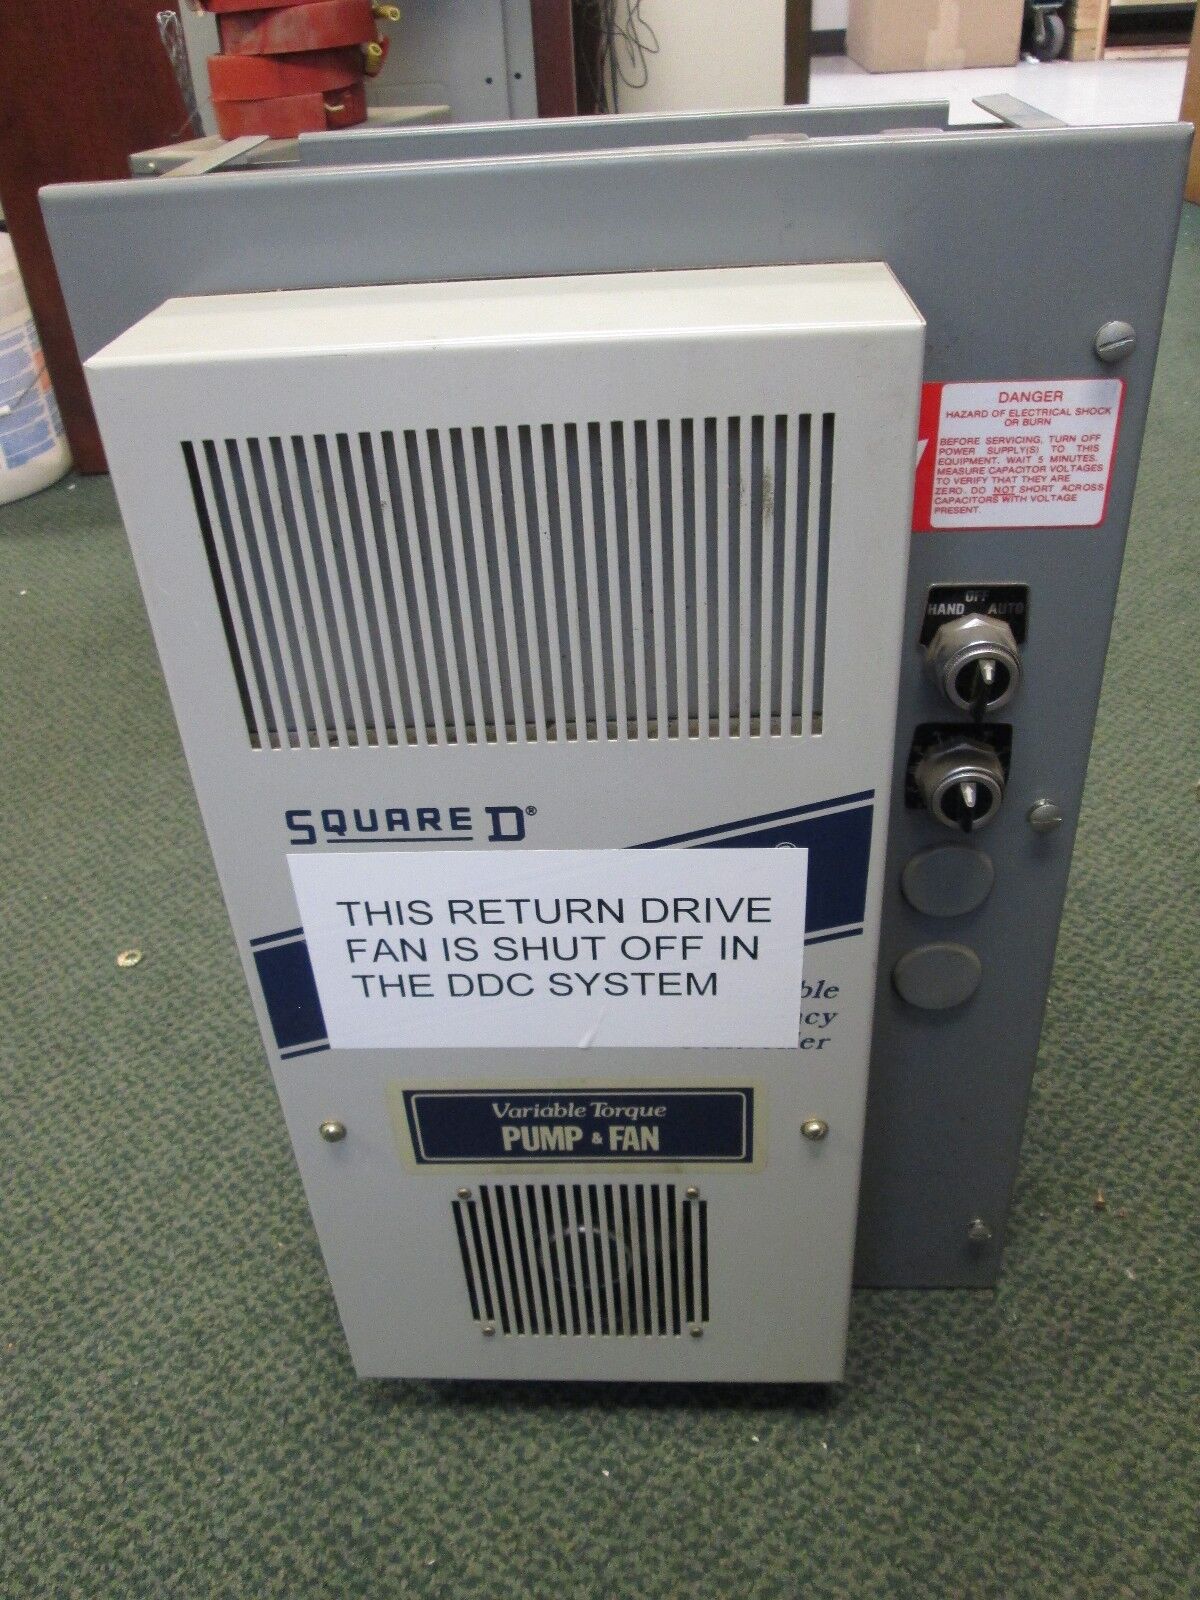 DANGER
HAZARD OF ELECTRICAL SHOCK
OR BURN
BEFORE SERVICING, TURN OFF
POWER SUPPLY(S) TO THIS
EQUIPMENT. WAIT 5 MINUTES.
MEASURE CAPACITOR VOLTAGES
TO VERIFY THAT THEY ARE
ZERO. DO NOT SHORT ACROSS
CAPACITORS WITH VOLTAGE
PRESENT.
OFF
HAND AUTO
SQUARE D®
THIS RETURN DRIVE
FAN IS SHUT OFF IN
THE DDC SYSTEM
ble
ncy
Controller
Variable Torque
PUMP & FAN